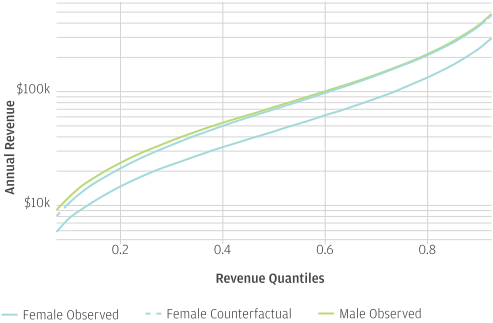 Annual Revenue
$100k
$10k
0.2 0.4 0.6 0.8
Revenue Quantiles
Female Observed Female Counterfactual Male Observed